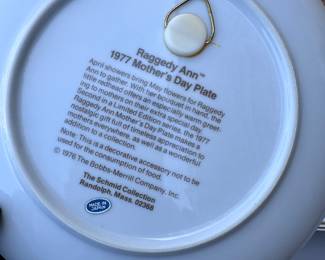 Raggedy Ann™
1977 Mother's Day Plate
April showers bring May flowers for Raggedy
Ann to gather. With her bouquet in hand, the
little redhead offers an especially warm greet-
ing to mothers on their extra special day.
Second in a Limited Edition series, the 1977
Raggedy Ann Mother's Day Plate makes a
nostalgic gift full of timeless appreciation to
mothers everywhere, as well as a wonderful
addition to a collection.
Note: This is a decorative accessory not to be
used for the consumption of food.
© 1976 The Bobbs-Merrill Company, Inc.
The Schmid Collection
Randolph, Mass. 02368
MADE IN
JAPAN